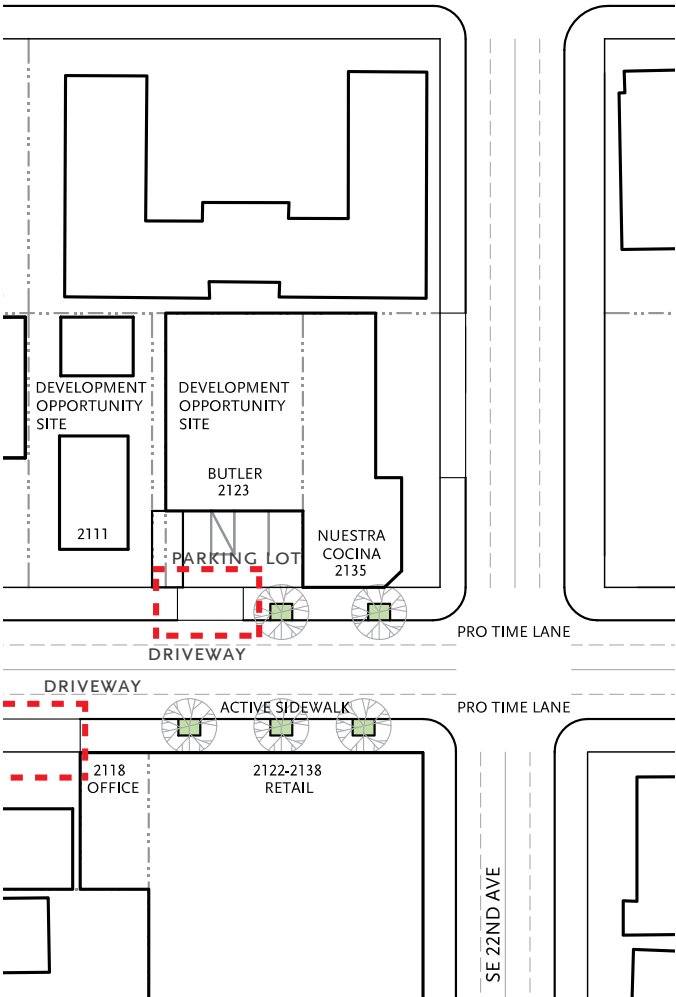 DEVELOPMENT
OPPORTUNITY
SITE
DEVELOPMENT
OPPORTUNITY
SITE
BUTLER
2123
2111
NUESTRA
COCINA
2135
PARKING LOT
PRO TIME LANE
DRIVEWAY
DRIVEWAY
ACTIVE SIDEWALK
PRO TIME LANE
2118
OFFICE
2122-2138
RETAIL
SE 22ND AVE